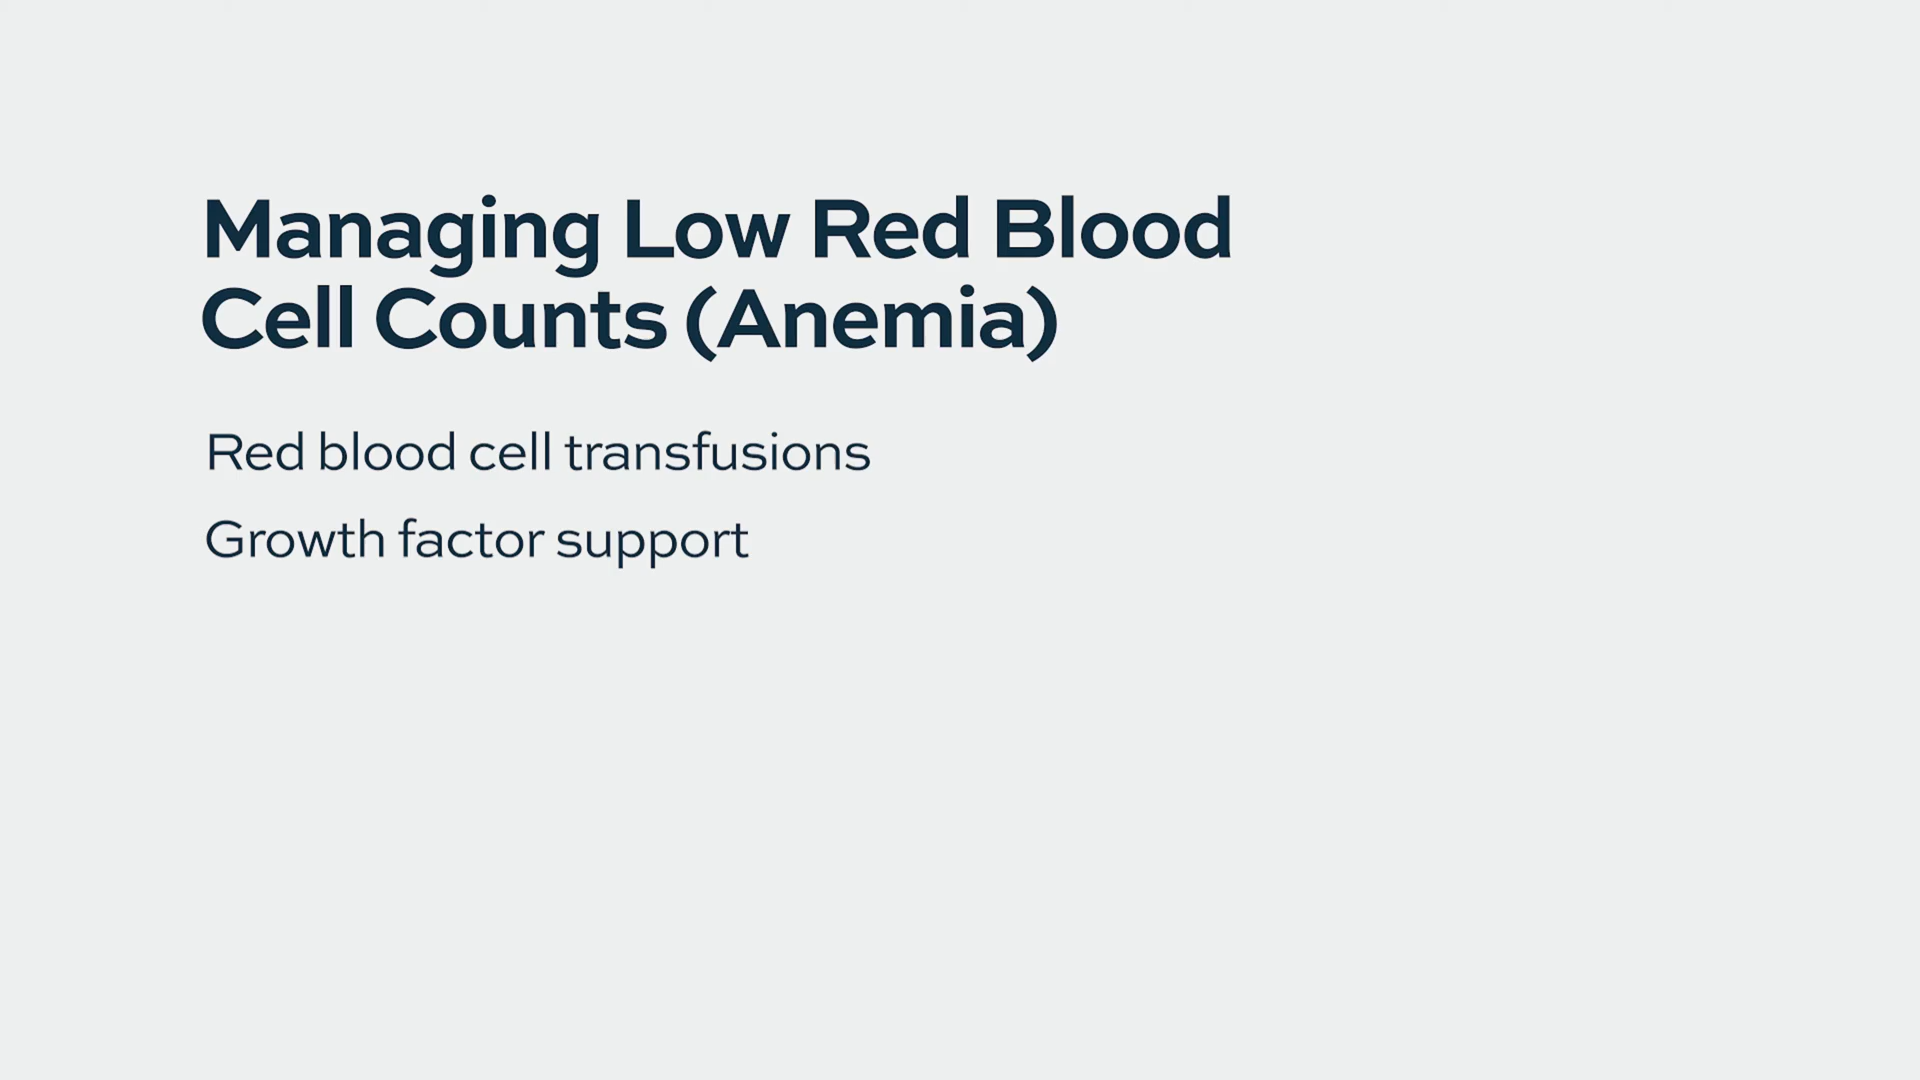 Managing Low Red Blood
Cell Counts (Anemia)
Red blood cell transfusions
Growth factor support